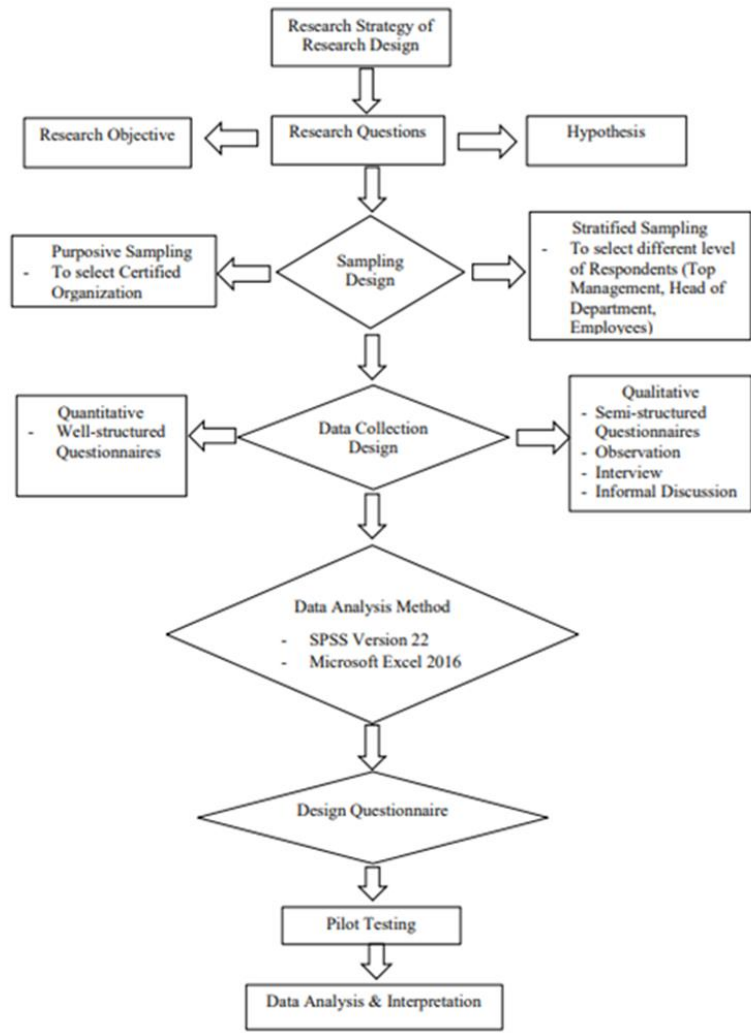 Research Strategy of
Research Design
Research Objective
Research Questions
Hypothesis
Purposive Sampling
- To select Certified
Organization
Sampling
Design
Stratified Sampling
- To select different level
of Respondents (Top
Management, Head of
Department,
Employees)
Quantitative
- Well-structured
Questionnaires
Data Collection
Design
Qualitative
- Semi-structured
Questionnaires
- Observation
- Interview
- Informal Discussion
Data Analysis Method
- SPSS Version 22
- Microsoft Excel 2016
Design Questionnaire
Pilot Testing
Data Analysis & Interpretation